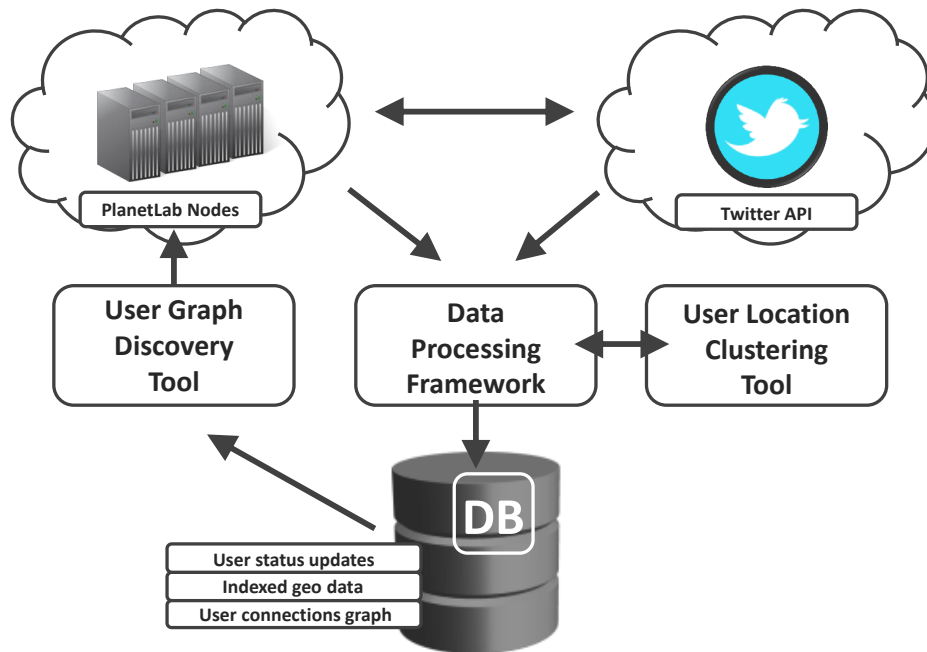 PlanetLab Nodes
Twitter API
User Graph
Discovery
Tool
Data
Processing
Framework
User Location
Clustering
Tool
DB
User status updates
Indexed geo data
User connections graph